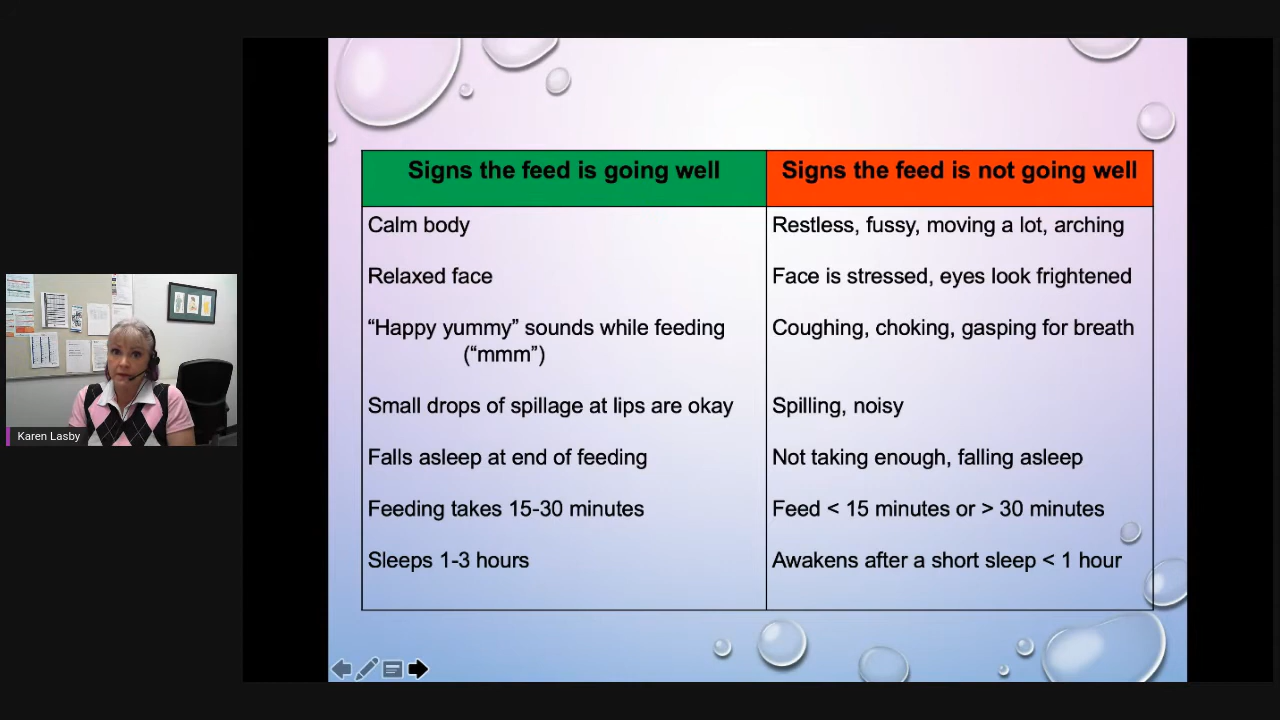 Signs the feed is going well
Signs the feed is not going well
Calm body
Restless, fussy, moving a lot, arching
Relaxed face
Face is stressed, eyes look frightened
“Happy yummy” sounds while feeding
(“mmm”)
Coughing, choking, gasping for breath
Small drops of spillage at lips are okay
Spilling, noisy
Falls asleep at end of feeding
Not taking enough, falling asleep
Feeding takes 15-30 minutes
Feed < 15 minutes or > 30 minutes
Sleeps 1-3 hours
Awakens after a short sleep < 1 hour
Karen Lasby